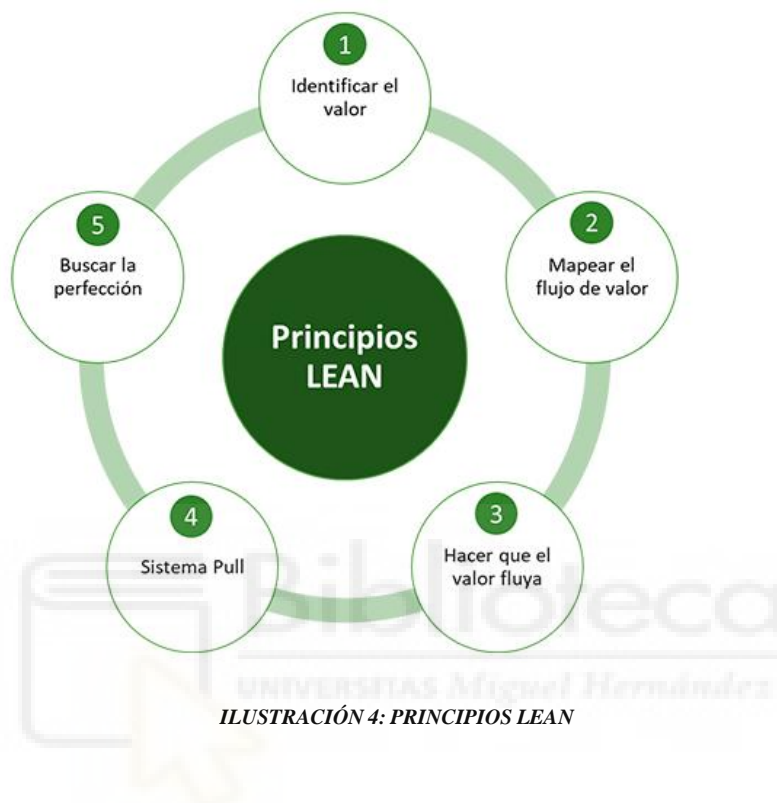 1
Identificar el
valor
2
Mapear el
flujo de valor
3
Hacer que el
valor fluya
4
Sistema Pull
5
Buscar la
perfección
Principios
LEAN
Biblioteca
UNIVERSITAS Miguel Hernández
ILUSTRACIÓN 4: PRINCIPIOS LEAN